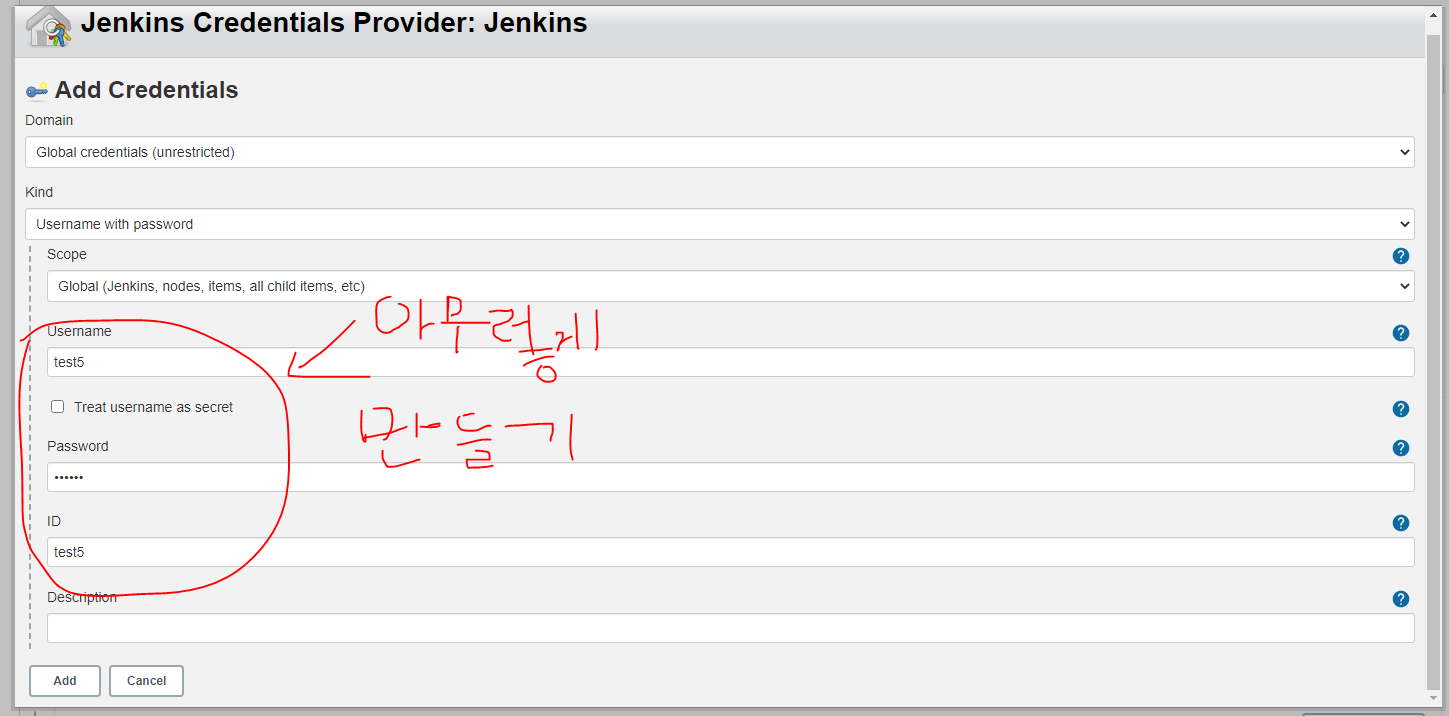 Jenkins Credentials Provider: Jenkins
Add Credentials
Domain
Global credentials (unrestricted)
Kind
Username with password
Scope
?
Global (Jenkins, nodes, items, all child items, etc)
아무렇게
Username
?
test5
Treat username as secret
?
만들기
Password
?
••••••
ID
?
test5
Description
?
Add
Cancel